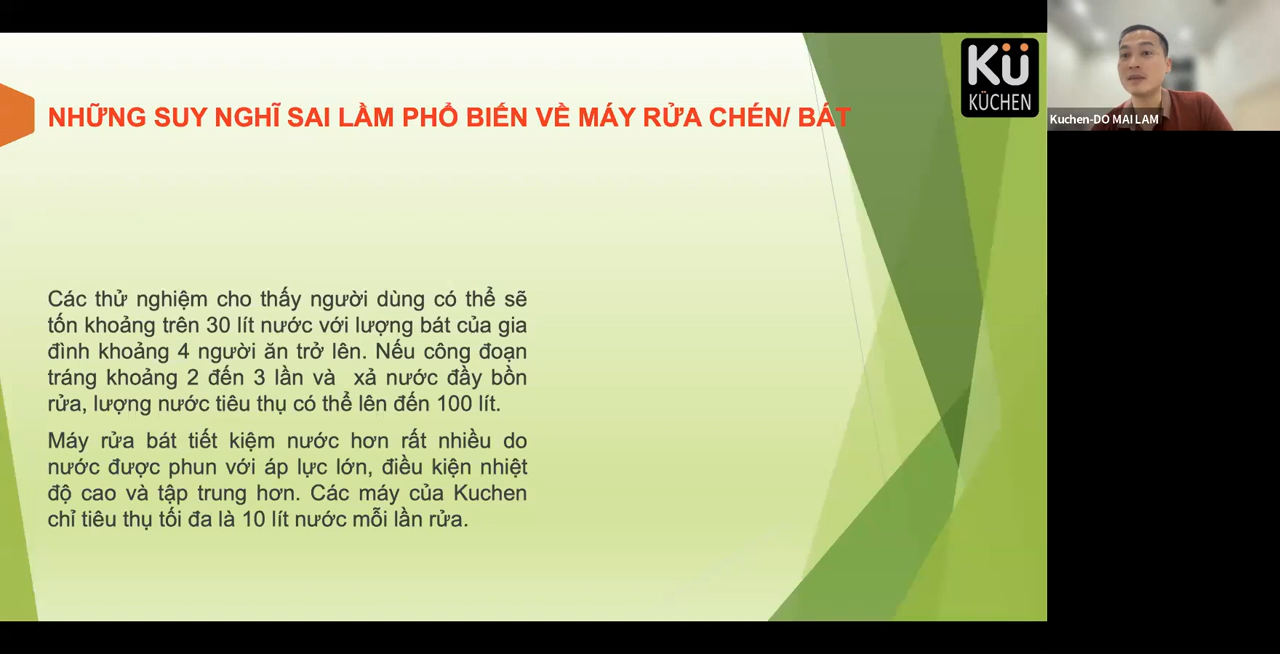 NHỮNG SUY NGHĨ SAI LẦM PHỔ BIẾN VỀ MÁY RỬA CHÉN/ BÁT
Kü
KÜCHEN
Kuchen-DO MAI LAM
Các thử nghiệm cho thấy người dùng có thể sẽ
tốn khoảng trên 30 lít nước với lượng bát của gia
đình khoảng 4 người ăn trở lên. Nếu công đoạn
tráng khoảng 2 đến 3 lần và xả nước đầy bồn
rửa, lượng nước tiêu thụ có thể lên đến 100 lít.
Máy rửa bát tiết kiệm nước hơn rất nhiều do
nước được phun với áp lực lớn, điều kiện nhiệt
độ cao và tập trung hơn. Các máy của Kuchen
chỉ tiêu thụ tối đa là 10 lít nước mỗi lần rửa.